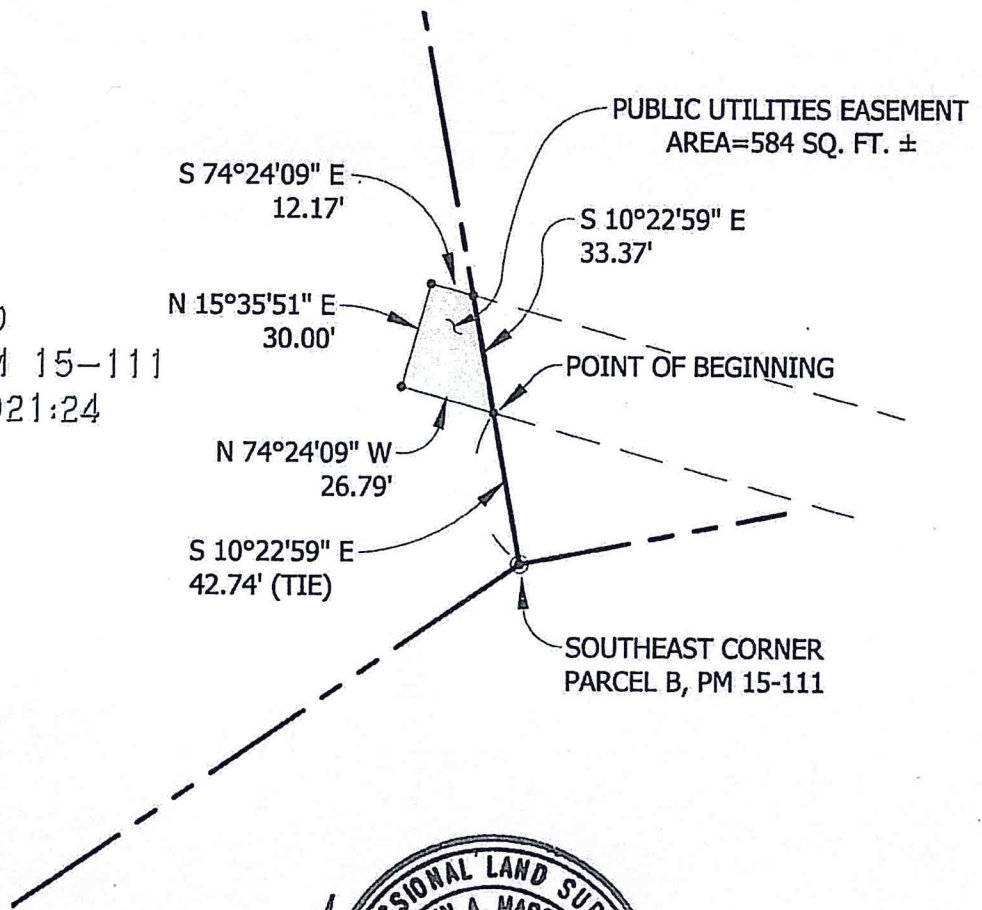 PUBLIC UTILITIES EASEMENT
AREA=584 SQ. FT. ±
S 74°24'09" E
12.17'
S 10°22'59" E
33.37'
N 15°35'51" E
30.00'
15-111
21:24
POINT OF BEGINNING
N 74°24'09" W
26.79'
S 10°22'59" E
42.74' (TIE)
SOUTHEAST CORNER
PARCEL B, PM 15-111
LAND
A.